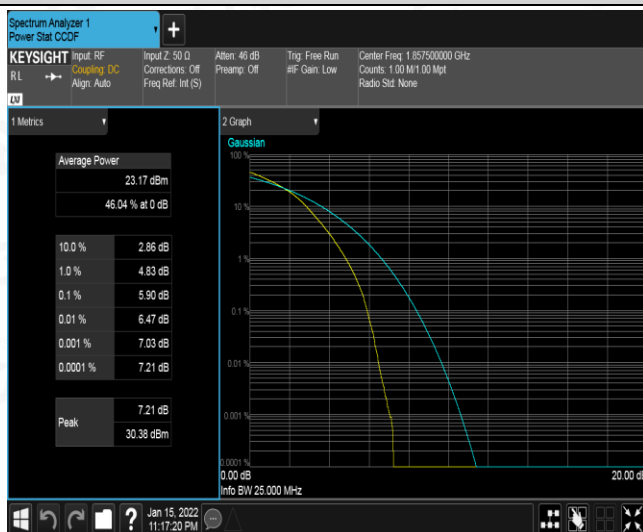 Spectrum Analyzer 1
Power Stat CCDF
+
KEYSIGHT
RL
LXI
Input: RF
Coupling: DC
Align: Auto
Input Z: 50 Ω
Corrections: Off
Freq Ref: Int (S)
Atten: 46 dB
Preamp: Off
Trig: Free Run
#IF Gain: Low
Center Freq: 1.857500000 GHz
Counts: 1.00 M/1.00 Mpt
Radio Std: None
1 Metrics
Average Power
23.17 dBm
46.04 % at 0 dB
10.0 % 2.86 dB
1.0 % 4.83 dB
0.1 % 5.90 dB
0.01 % 6.47 dB
0.001 % 7.03 dB
0.0001 % 7.21 dB
Peak
7.21 dB
30.38 dBm
2 Graph
Gaussian
100 %
10 %
1 %
0.1 %
0.01 %
0.001 %
0.0001 %
0.00 dB 20.00 dB
Info BW 25.000 MHz
?
Jan 15, 2022
11:17:20 PM